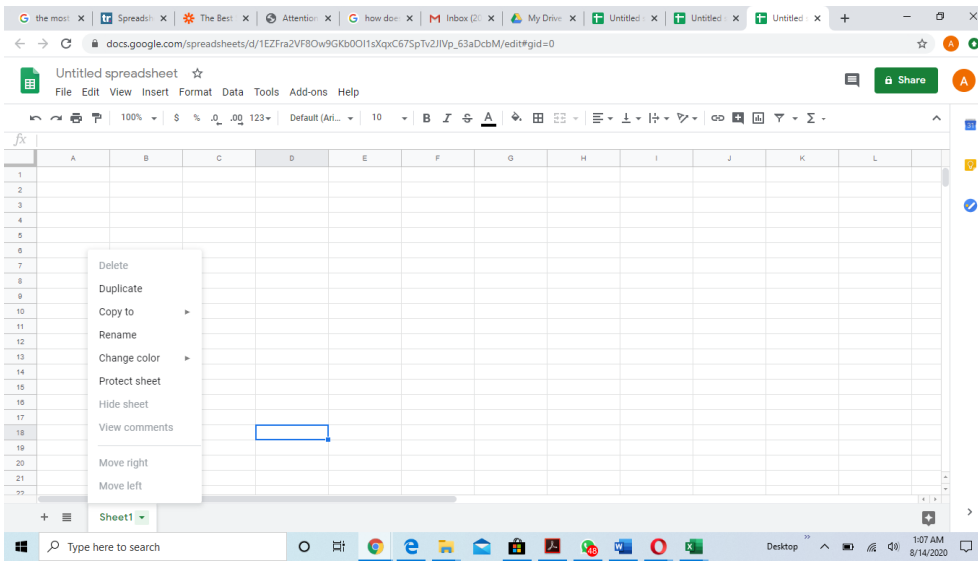 the most Spreadsh The Best Attention how doe Inbox (2 My Drive Untitled Untitled Untitled
docs.google.com/spreadsheets/d/1EZFra2VF8Ow9GKb0OI1sXqxC67SpTv2JIVp_63aDcbM/edit#gid=0
Untitled spreadsheet
File Edit View Insert Format Data Tools Add-ons Help
Share
A
100% $ % .0 .00 123 Default (Ari... 10 B I S A
fx
A B C D E F G H I J K L
1
2
3
4
5
6
7
8
9
10
11
12
13
14
15
16
17
18
19
20
21
22
Delete
Duplicate
Copy to
Rename
Change color
Protect sheet
Hide sheet
View comments
Move right
Move left
Sheet1
Type here to search
48
Desktop
1:07 AM
8/14/2020